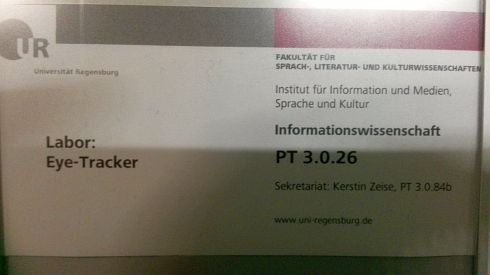 UR
Universität Regensburg
FAKULTÄT FÜR
SPRACH-, LITERATUR- UND KULTURWISSENSCHAFTEN
Institut für Information und Medien,
Sprache und Kultur
Informationswissenschaft
Labor:
Eye-Tracker
PT 3.0.26
Sekretariat: Kerstin Zeise, PT 3.0.84b
www.uni-regensburg.de